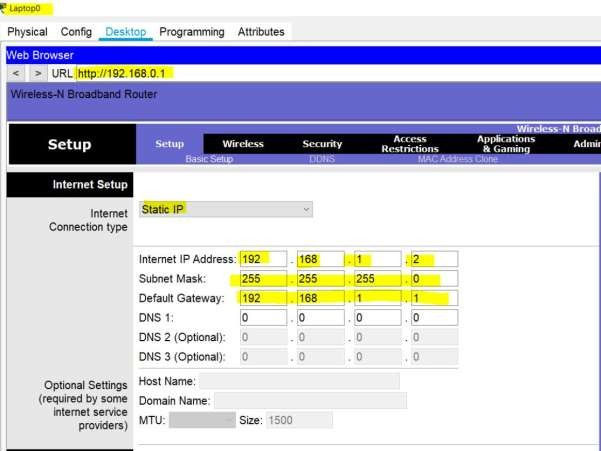 Laptop0
Physical Config Desktop Programming Attributes
Web Browser
< > URL http://192.168.0.1
Wireless-N Broadband Router
Wireless-N Broad
Setup
Setup Wireless Security Access Restrictions Applications & Gaming Admin
Basic Setup DDNS MAC Address Clone
Internet Setup
Internet Connection type
Static IP
Internet IP Address: 192 . 168 . 1 . 2
Subnet Mask: 255 . 255 . 255 . 0
Default Gateway: 192 . 168 . 1 . 1
DNS 1: 0 . 0 . 0 . 0
DNS 2 (Optional): 0 . 0 . 0 . 0
DNS 3 (Optional): 0 . 0 . 0 . 0
Optional Settings
(required by some
internet service
providers)
Host Name:
Domain Name:
MTU: Size: 1500